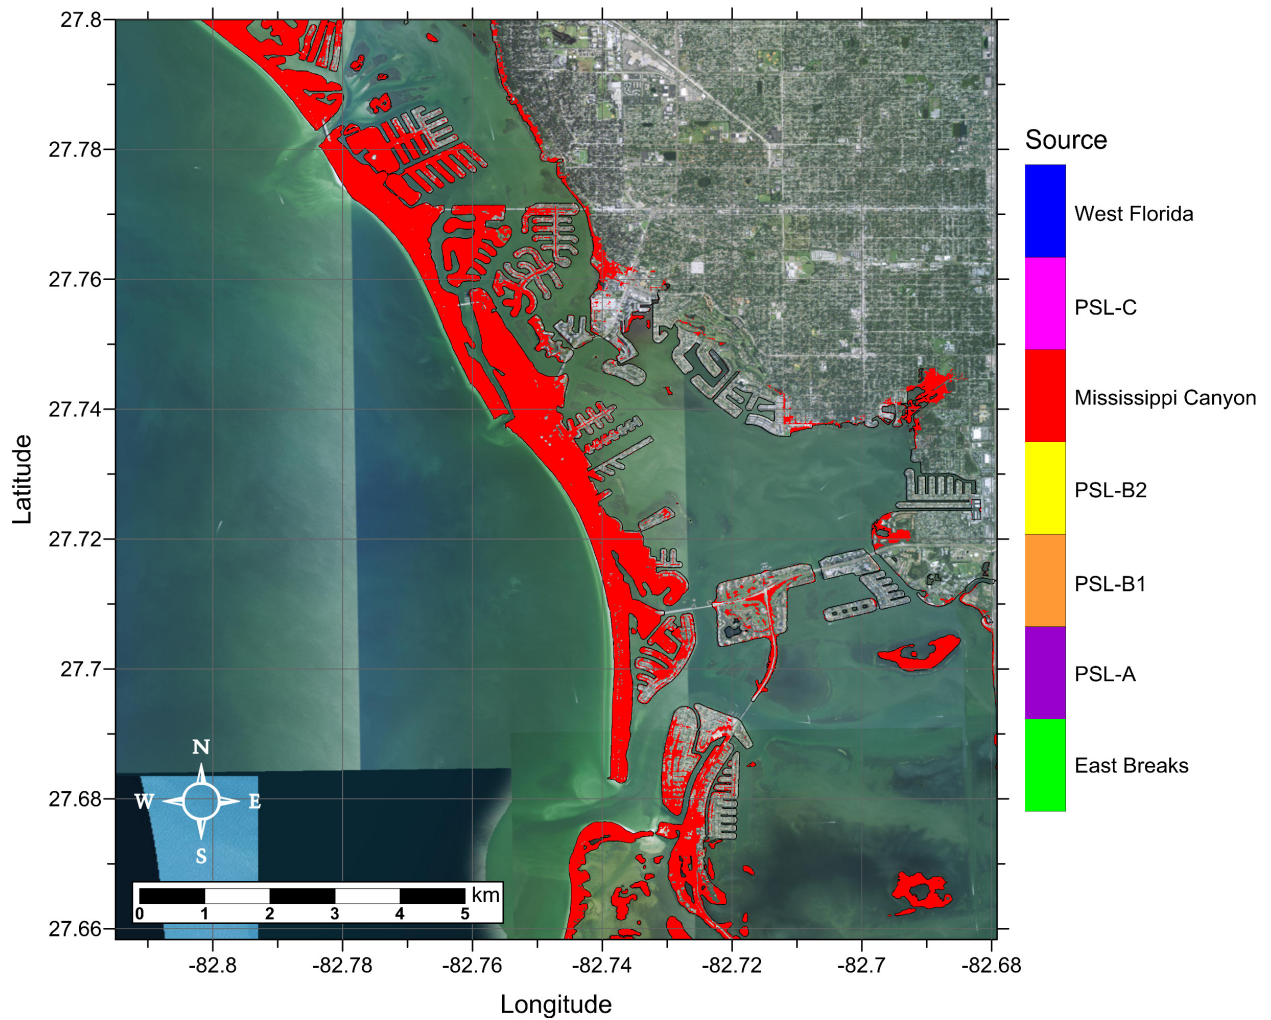 27.8
27.78
27.76
27.74
27.72
27.7
27.68
27.66
Latitude
-82.8
-82.78
-82.76
-82.74
-82.72
-82.7
-82.68
Longitude
N
W
E
S
km
0
1
2
3
4
5
Source
West Florida
PSL-C
Mississippi Canyon
PSL-B2
PSL-B1
PSL-A
East Breaks